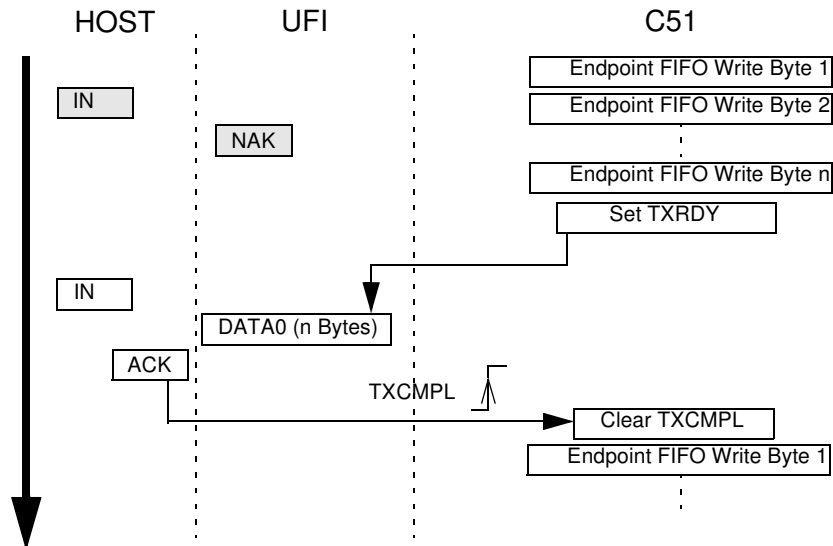 HOST UFI C51
Endpoint FIFO Write Byte 1
IN
Endpoint FIFO Write Byte 2
NAK
Endpoint FIFO Write Byte n
Set TXRDY
IN
DATA0 (n Bytes)
ACK
TXCMPL
Clear TXCMPL
Endpoint FIFO Write Byte 1